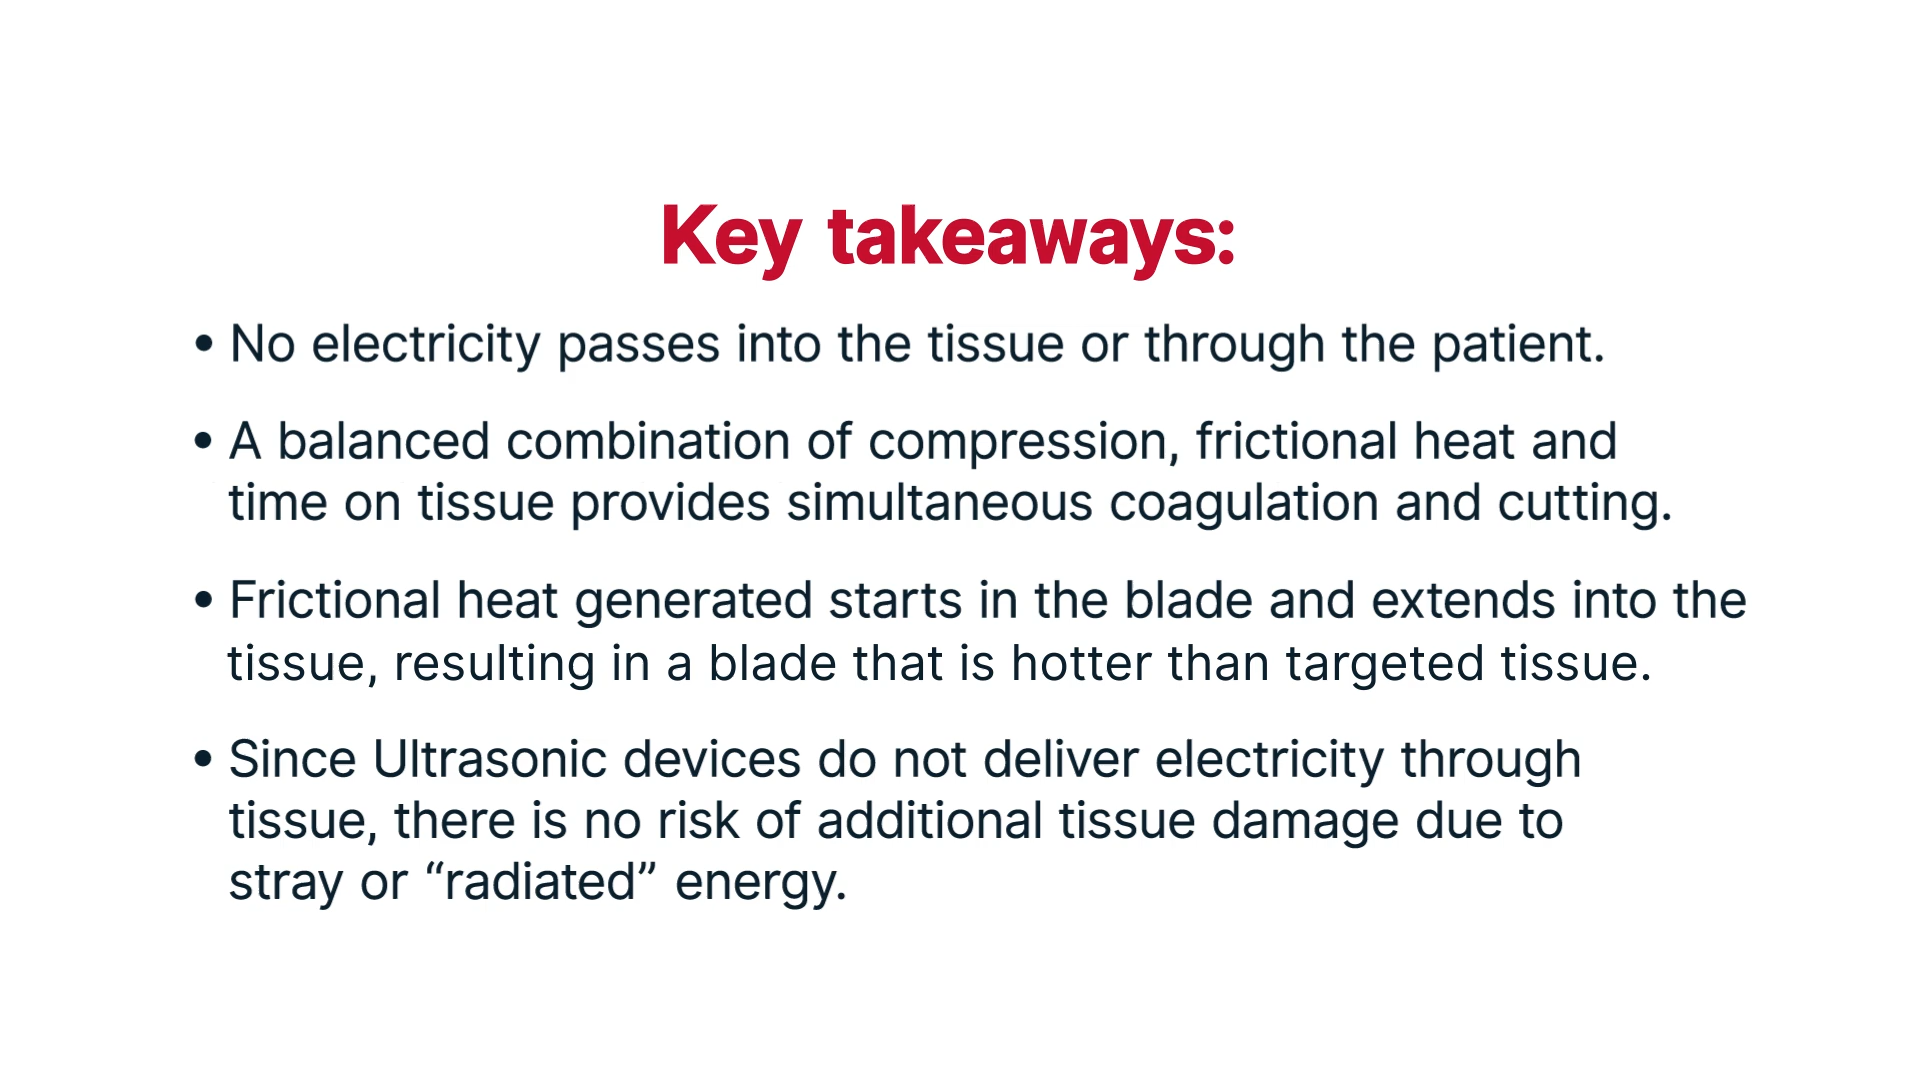 Key takeaways:
• No electricity passes into the tissue or through the patient.
• A balanced combination of compression, frictional heat and
time on tissue provides simultaneous coagulation and cutting.
• Frictional heat generated starts in the blade and extends into the
tissue, resulting in a blade that is hotter than targeted tissue.
• Since Ultrasonic devices do not deliver electricity through
tissue, there is no risk of additional tissue damage due to
stray or “radiated” energy.